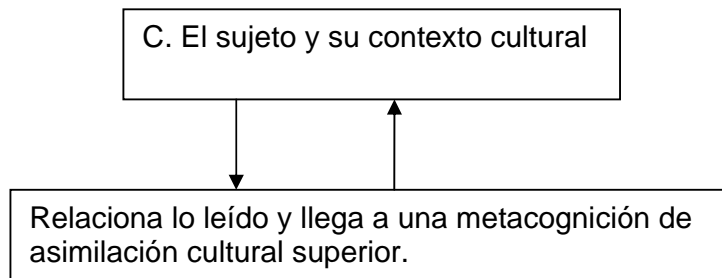 C. El sujeto y su contexto cultural
Relaciona lo leído y llega a una metacognición de
asimilación cultural superior.